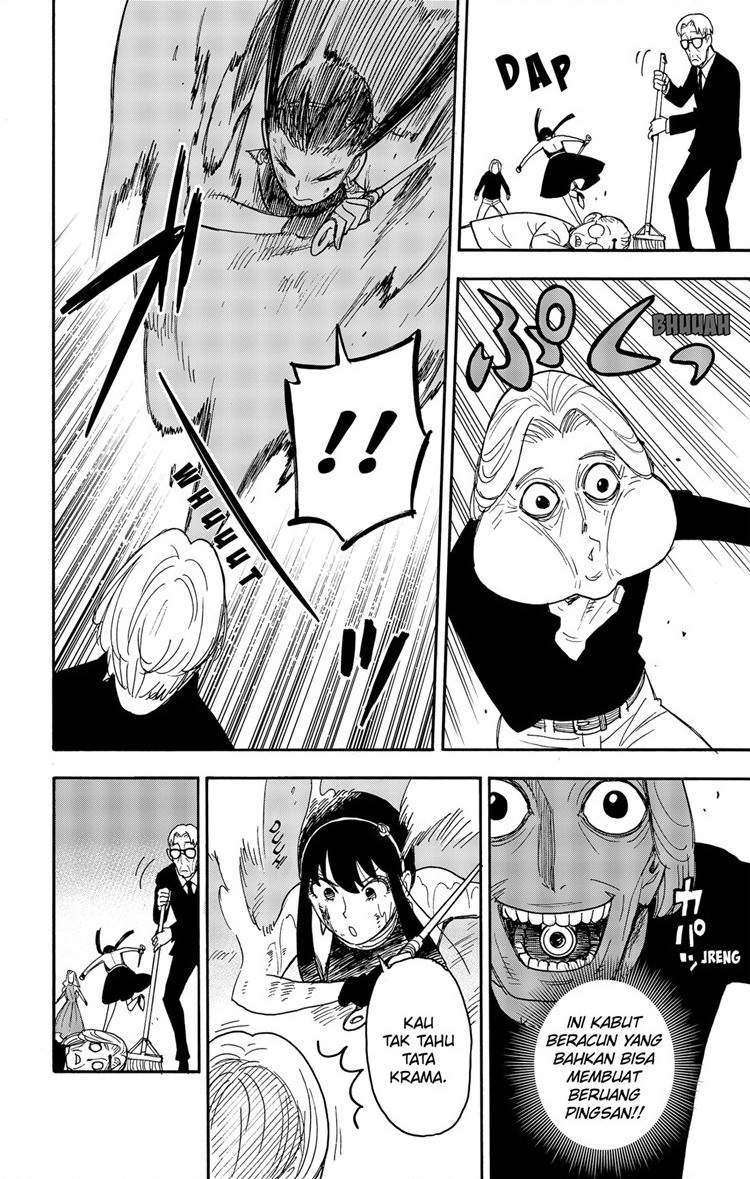 DAP
ぷくっ
BHUUAH
!!
WHUUUT
カパッ
JRENG
INI KABUT
BERACUN YANG
BAHKAN BISA
MEMBUAT
BERUANG
PINGSAN!!
KAU
TAK TAHU
TATA
KRAMA.